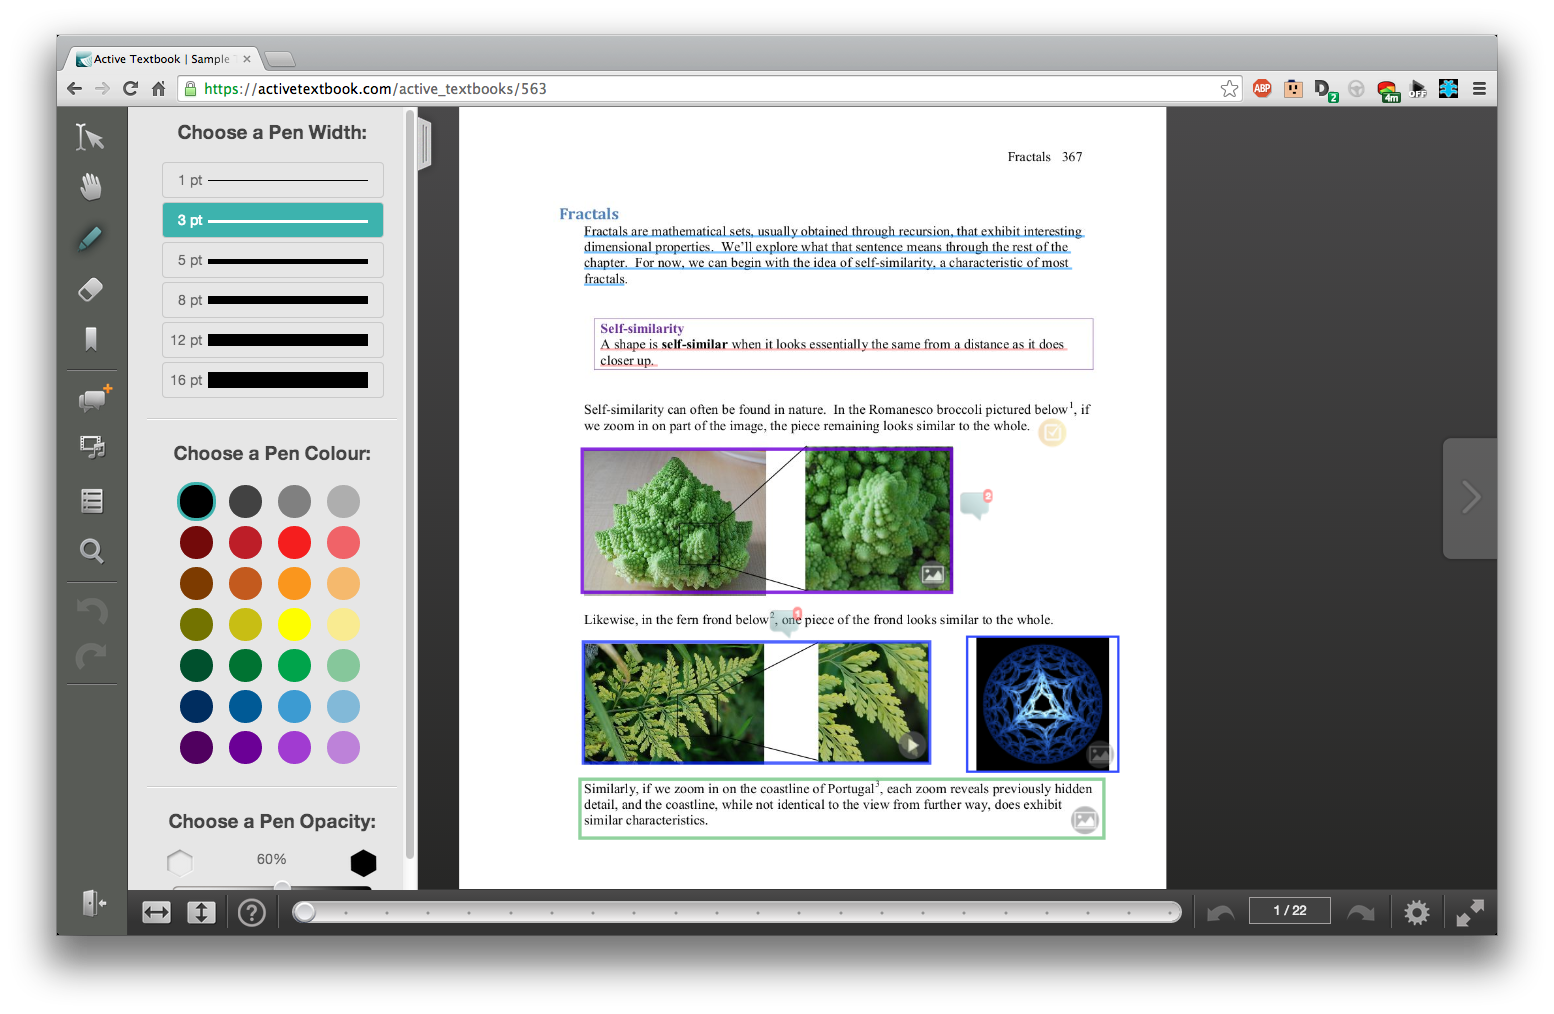 Active Textbook | Sample
https://activetextbook.com/active_textbooks/563
ABP
2
4m
OFF
Choose a Pen Width:
1 pt
3 pt
5 pt
8 pt
12 pt
16 pt
Choose a Pen Colour:
Choose a Pen Opacity:
60%
Fractals 367
Fractals
Fractals are mathematical sets, usually obtained through recursion, that exhibit interesting
dimensional properties. We'll explore what that sentence means through the rest of the
chapter. For now, we can begin with the idea of self-similarity, a characteristic of most
fractals.
Self-similarity
A shape is self-similar when it looks essentially the same from a distance as it does
closer up.
Self-similarity can often be found in nature. In the Romanesco broccoli pictured below1, if
we zoom in on part of the image, the piece remaining looks similar to the whole.
2
Likewise, in the fern frond below2, one piece of the frond looks similar to the whole.
1
Similarly, if we zoom in on the coastline of Portugal3, each zoom reveals previously hidden
detail, and the coastline, while not identical to the view from further way, does exhibit
similar characteristics.
?
1 / 22